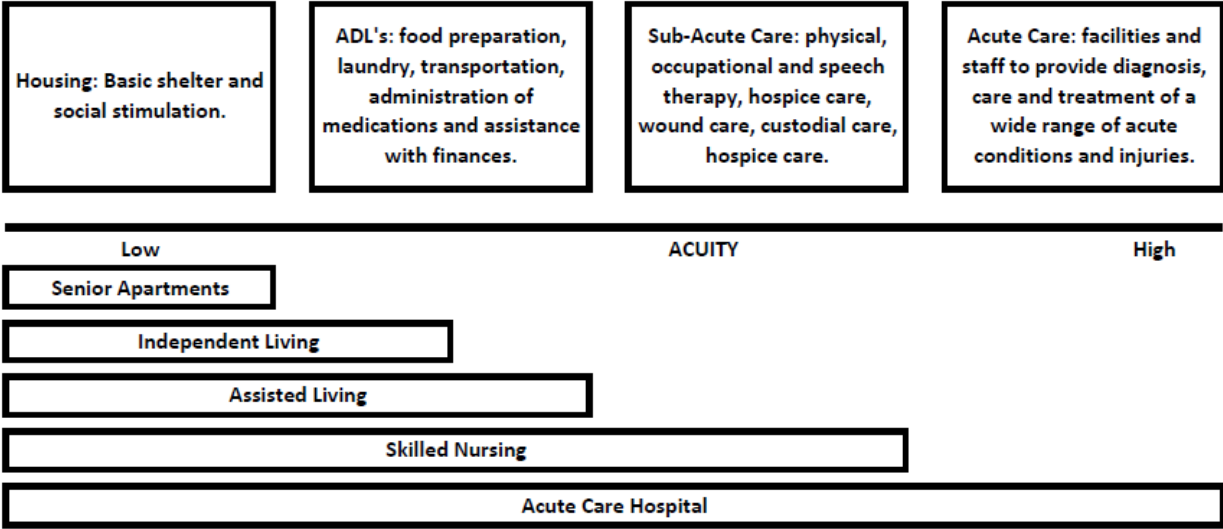 Housing: Basic shelter and
social stimulation.
ADL's: food preparation,
laundry, transportation,
administration of
medications and assistance
with finances.
Sub-Acute Care: physical,
occupational and speech
therapy, hospice care,
wound care, custodial care,
hospice care.
Acute Care: facilities and
staff to provide diagnosis,
care and treatment of a
wide range of acute
conditions and injuries.
Low ACUITY High
Senior Apartments
Independent Living
Assisted Living
Skilled Nursing
Acute Care Hospital